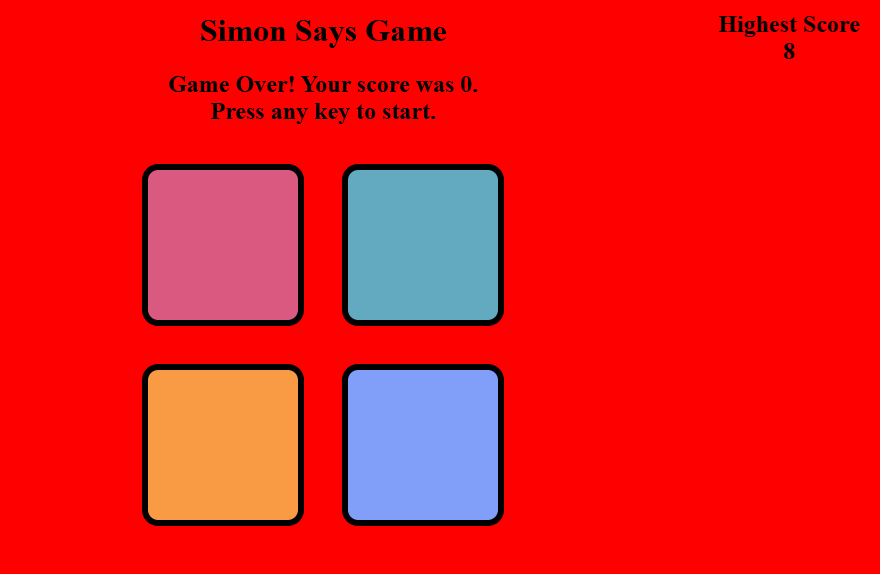 Simon Says Game
Highest Score
8
Game Over! Your score was 0.
Press any key to start.